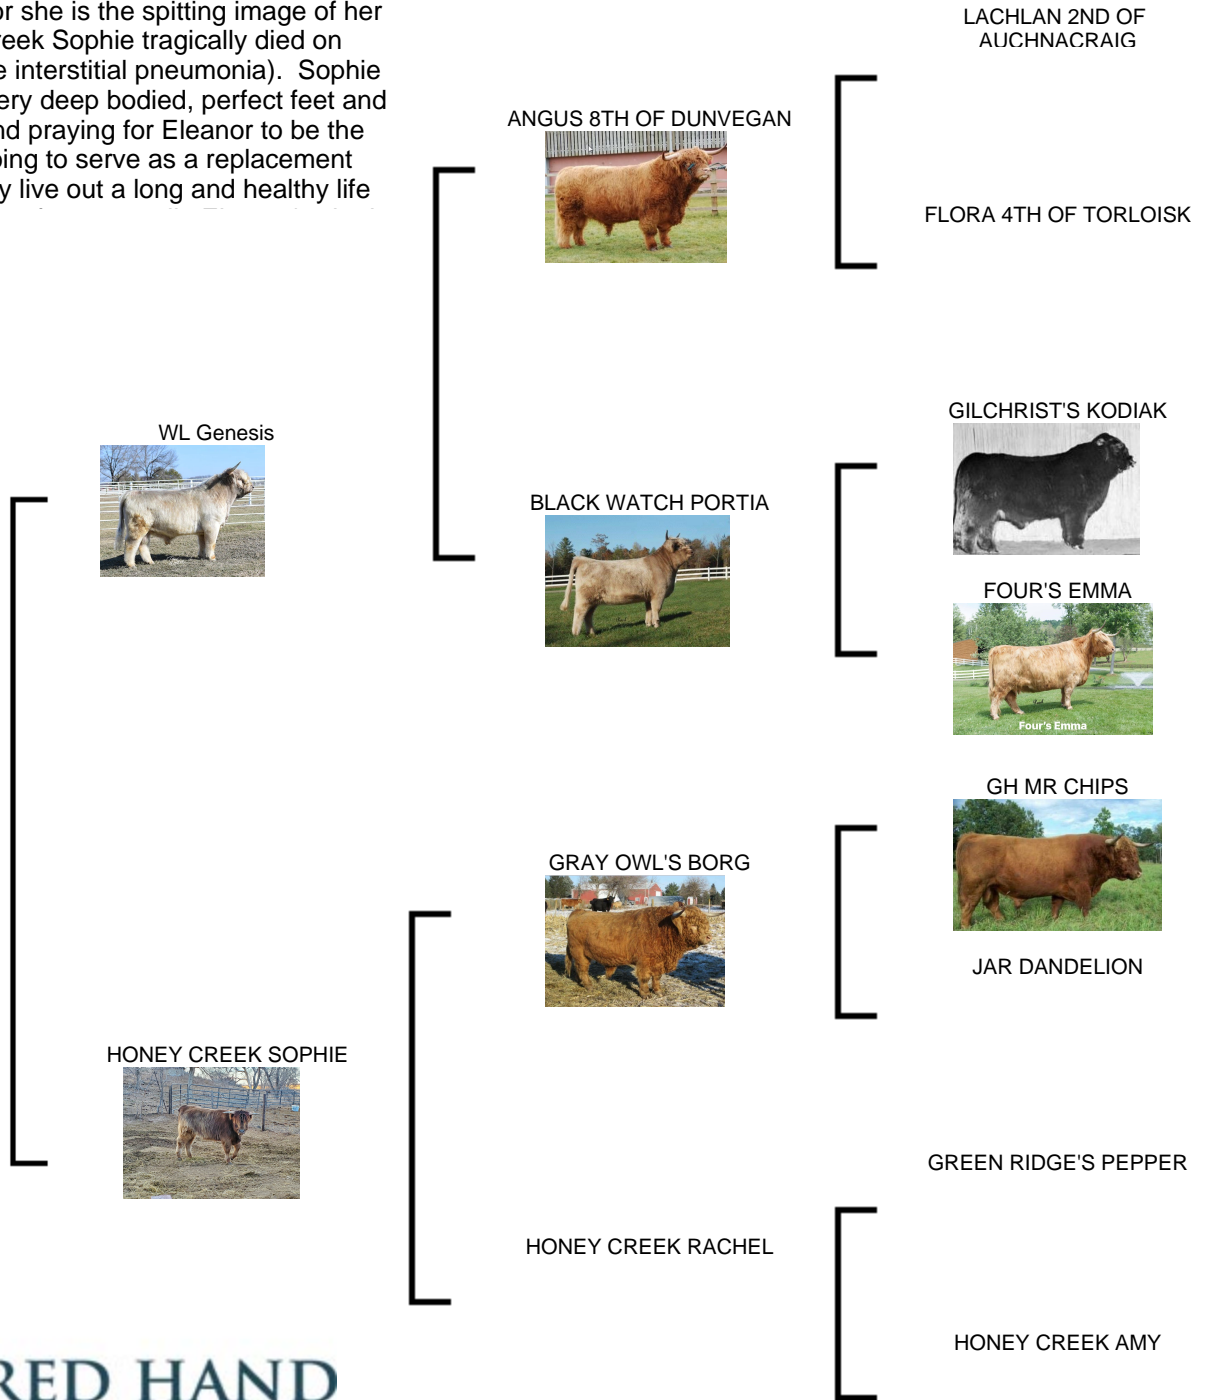 or she is the spitting image of her
reek Sophie tragically died on
e interstitial pneumonia). Sophie
ery deep bodied, perfect feet and
nd praying for Eleanor to be the
ping to serve as a replacement
y live out a long and healthy life
LACHLAN 2ND OF
AUCHNACRAIG
ANGUS 8TH OF DUNVEGAN
FLORA 4TH OF TORLOISK
WL Genesis
GILCHRIST'S KODIAK
BLACK WATCH PORTIA
FOUR'S EMMA
Four's Emma
GH MR CHIPS
GRAY OWL'S BORG
JAR DANDELION
HONEY CREEK SOPHIE
GREEN RIDGE'S PEPPER
HONEY CREEK RACHEL
HONEY CREEK AMY
RED HAND